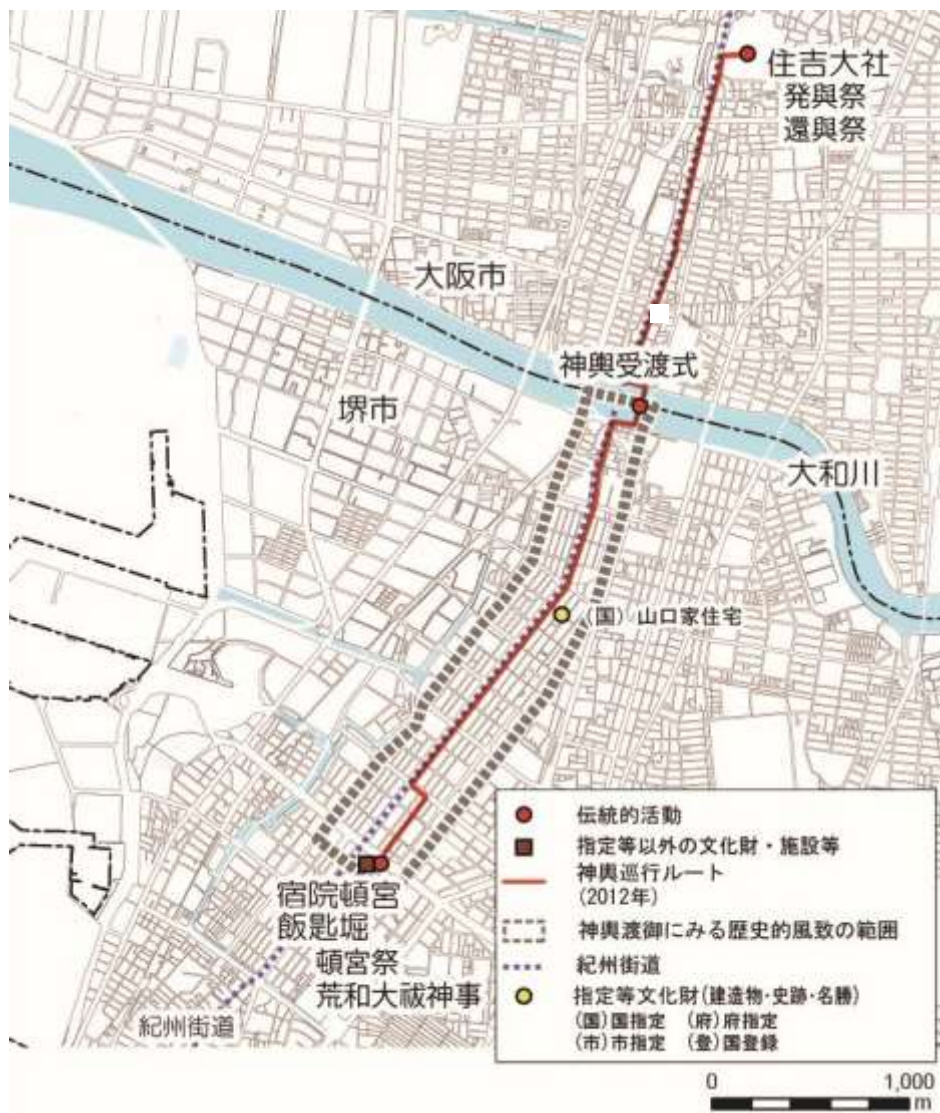 住吉大社
発輿祭
還輿祭
大阪市
神輿受渡式
堺市
大和川
(国) 山口家住宅
宿院頓宮
飯匙堀
頓宮祭
荒和大祓神事
紀州街道
伝統的活動
指定等以外の文化財・施設等
神輿巡行ルート
(2012年)
神輿渡御にみる歴史的風致の範囲
紀州街道
指定等文化財(建造物・史跡・名勝)
(国)国指定 (府)府指定
(市)市指定 (登)国登録
0 1,000
m